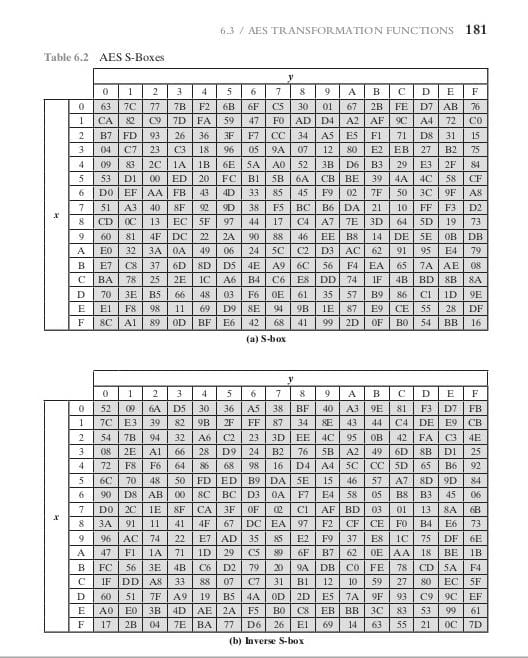 6.3 / AES TRANSFORMATION FUNCTIONS 181
Table 6.2 AES S-Boxes
y
0 1 2 3 4 5 6 7 8 9 A B C D E F
0 63 7C 77 7B F2 6B 6F C5 30 01 67 2B FE D7 AB 76
1 CA 82 C9 7D FA 59 47 F0 AD D4 A2 AF 9C A4 72 C0
2 B7 FD 93 26 36 3F F7 CC 34 A5 E5 F1 71 D8 31 15
3 04 C7 23 C3 18 96 05 9A 07 12 80 E2 EB 27 B2 75
4 09 83 2C 1A 1B 6E 5A A0 52 3B D6 B3 29 E3 2F 84
5 53 D1 00 ED 20 FC B1 5B 6A CB BE 39 4A 4C 58 CF
6 D0 EF AA FB 43 4D 33 85 45 F9 02 7F 50 3C 9F A8
7 51 A3 40 8F 92 9D 38 F5 BC B6 DA 21 10 FF F3 D2
x
8 CD 0C 13 EC 5F 97 44 17 C4 A7 7E 3D 64 5D 19 73
9 60 81 4F DC 22 2A 90 88 46 EE B8 14 DE 5E 0B DB
A E0 32 3A 0A 49 06 24 5C C2 D3 AC 62 91 95 E4 79
B E7 C8 37 6D 8D D5 4E A9 6C 56 F4 EA 65 7A AE 08
C BA 78 25 2E 1C A6 B4 C6 E8 DD 74 1F 4B BD 8B 8A
D 70 3E B5 66 48 03 F6 0E 61 35 57 B9 86 C1 1D 9E
E E1 F8 98 11 69 D9 8E 94 9B 1E 87 E9 CE 55 28 DF
F 8C A1 89 0D BF E6 42 68 41 99 2D 0F B0 54 BB 16
(a) S-box
y
0 1 2 3 4 5 6 7 8 9 A B C D E F
0 52 09 6A D5 30 36 A5 38 BF 40 A3 9E 81 F3 D7 FB
1 7C E3 39 82 9B 2F FF 87 34 8E 43 44 C4 DE E9 CB
2 54 7B 94 32 A6 C2 23 3D EE 4C 95 0B 42 FA C3 4E
3 08 2E A1 66 28 D9 24 B2 76 5B A2 49 6D 8B D1 25
4 72 F8 F6 64 86 68 98 16 D4 A4 5C CC 5D 65 B6 92
5 6C 70 48 50 FD ED B9 DA 5E 15 46 57 A7 8D 9D 84
6 90 D8 AB 00 8C BC D3 0A F7 E4 58 05 B8 B3 45 06
7 D0 2C 1E 8F CA 3F 0F 02 C1 AF BD 03 01 13 8A 6B
x
8 3A 91 11 41 4F 67 DC EA 97 F2 CF CE F0 B4 E6 73
9 96 AC 74 22 E7 AD 35 85 E2 F9 37 E8 1C 75 DF 6E
A 47 F1 1A 71 1D 29 C5 89 6F B7 62 0E AA 18 BE 1B
B FC 56 3E 4B C6 D2 79 20 9A DB C0 FE 78 CD 5A F4
C 1F DD A8 33 88 07 C7 31 B1 12 10 59 27 80 EC 5F
D 60 51 7F A9 19 B5 4A 0D 2D E5 7A 9F 93 C9 9C EF
E A0 E0 3B 4D AE 2A F5 B0 C8 EB BB 3C 83 53 99 61
F 17 2B 04 7E BA 77 D6 26 E1 69 14 63 55 21 0C 7D
(b) Inverse S-box